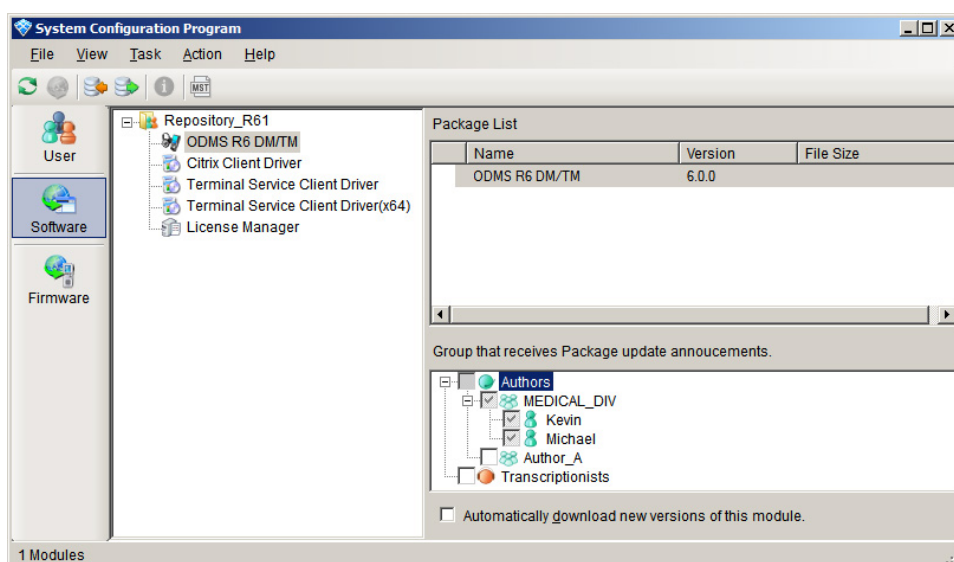 System Configuration Program
File View Task Action Help
MST
User
Software
Firmware
Repository_R61
ODMS R6 DM/TM
Citrix Client Driver
Terminal Service Client Driver
Terminal Service Client Driver(x64)
License Manager
Package List
Name Version File Size
ODMS R6 DM/TM 6.0.0
Group that receives Package update annoucements.
Authors
MEDICAL_DIV
Kevin
Michael
Author_A
Transcriptionists
Automatically download new versions of this module.
1 Modules